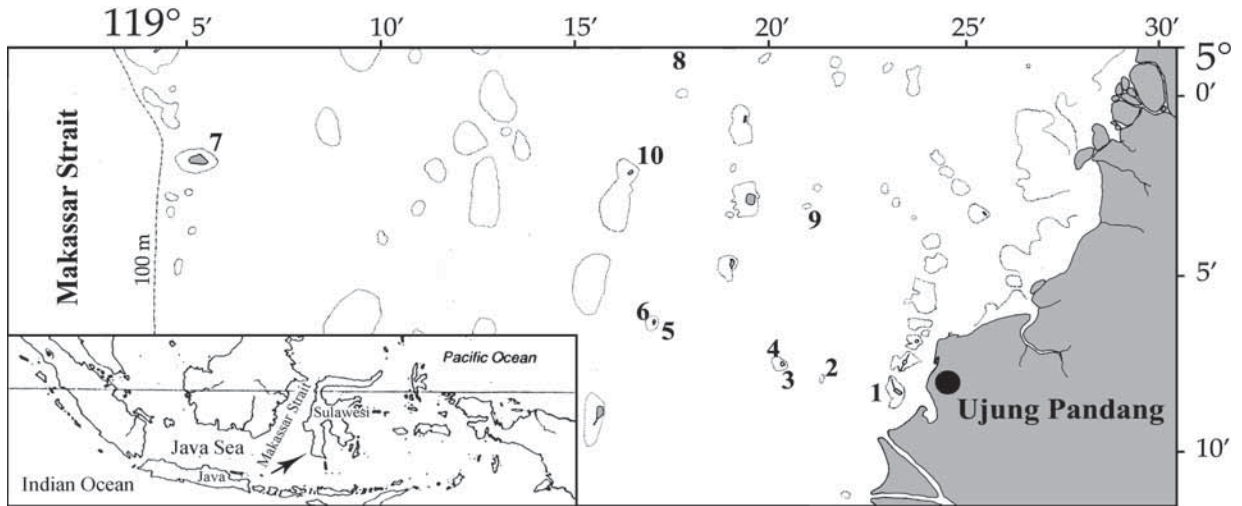 119° 5′ 10′ 15′ 20′ 25′ 30′
5°
0′
5′
10′
Makassar Strait
100 m
7
8
10
9
6
5
4
3
2
1
Ujung Pandang
Pacific Ocean
Sulawesi
Makassar Strait
Java Sea
Java
Indian Ocean